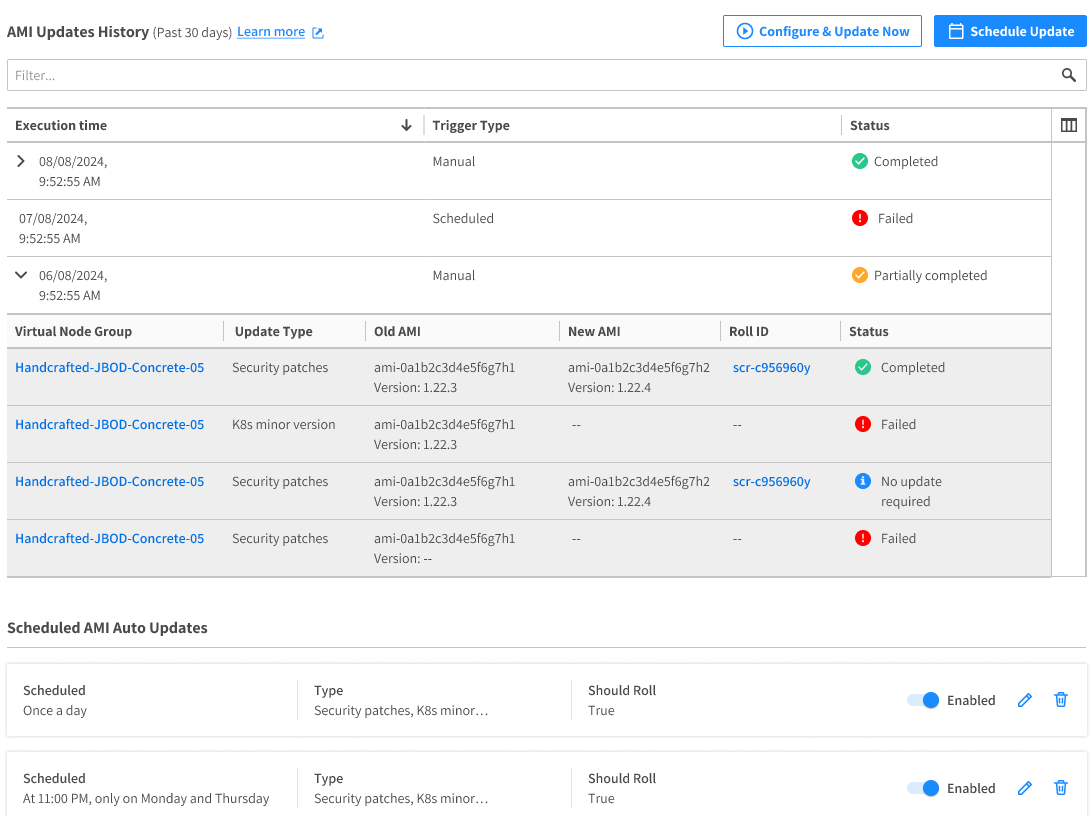 AMI Updates History (Past 30 days) Learn more
Configure & Update Now
Schedule Update
Filter...
Execution time Trigger Type Status
08/08/2024, Manual Completed
9:52:55 AM
07/08/2024, Scheduled Failed
9:52:55 AM
06/08/2024, Manual Partially completed
9:52:55 AM
Virtual Node Group Update Type Old AMI New AMI Roll ID Status
Handcrafted-JBOD-Concrete-05 Security patches ami-0a1b2c3d4e5f6g7h1 ami-0a1b2c3d4e5f6g7h2 scr-c956960y Completed
Version: 1.22.3 Version: 1.22.4
Handcrafted-JBOD-Concrete-05 K8s minor version ami-0a1b2c3d4e5f6g7h1 -- -- Failed
Version: 1.22.3
Handcrafted-JBOD-Concrete-05 Security patches ami-0a1b2c3d4e5f6g7h1 ami-0a1b2c3d4e5f6g7h2 scr-c956960y No update
Version: 1.22.3 Version: 1.22.4 required
Handcrafted-JBOD-Concrete-05 Security patches ami-0a1b2c3d4e5f6g7h1 -- -- Failed
Version: --
Scheduled AMI Auto Updates
Scheduled Type Should Roll
Once a day Security patches, K8s minor… True Enabled
Scheduled Type Should Roll
At 11:00 PM, only on Monday and Thursday Security patches, K8s minor… True Enabled